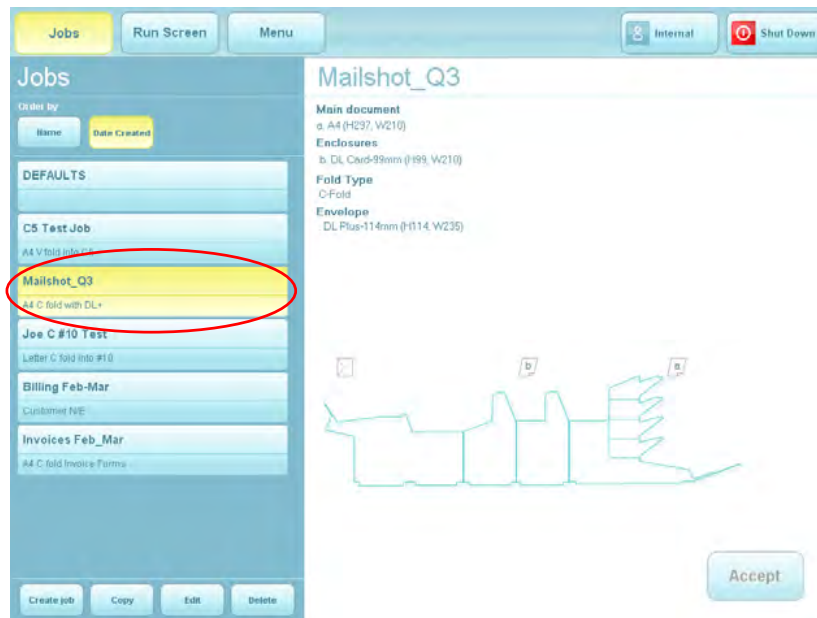 Jobs
Run Screen
Menu
Internal
Shut Down
Jobs
Order by
Name
Date Created
DEFAULTS
C5 Test Job
A4 V fold into C5
Mailshot_Q3
A4 C fold with DL+
Joe C #10 Test
Letter C fold into #10
Billing Feb-Mar
Customer N/E
Invoices Feb_Mar
A4 C fold Invoice Forms
Create job
Copy
Edit
Delete
Mailshot_Q3
Main document
a. A4 (H297, W210)
Enclosures
b. DL Card-99mm (H99, W210)
Fold Type
C-Fold
Envelope
DL Plus-114mm (H114, W235)
b
a
Accept